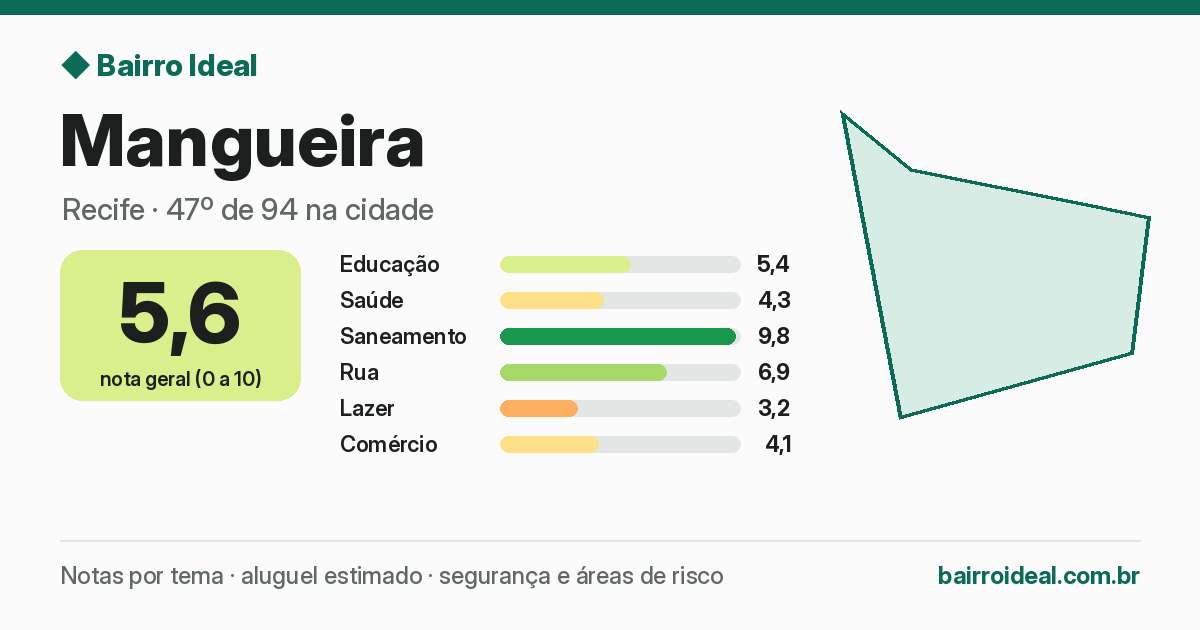 Bairro Ideal
Mangueira
Recife · 47º de 94 na cidade
5,6
nota geral (0 a 10)
Educação 5,4
Saúde 4,3
Saneamento 9,8
Rua 6,9
Lazer 3,2
Comércio 4,1
Notas por tema · aluguel estimado · segurança e áreas de risco
bairroideal.com.br